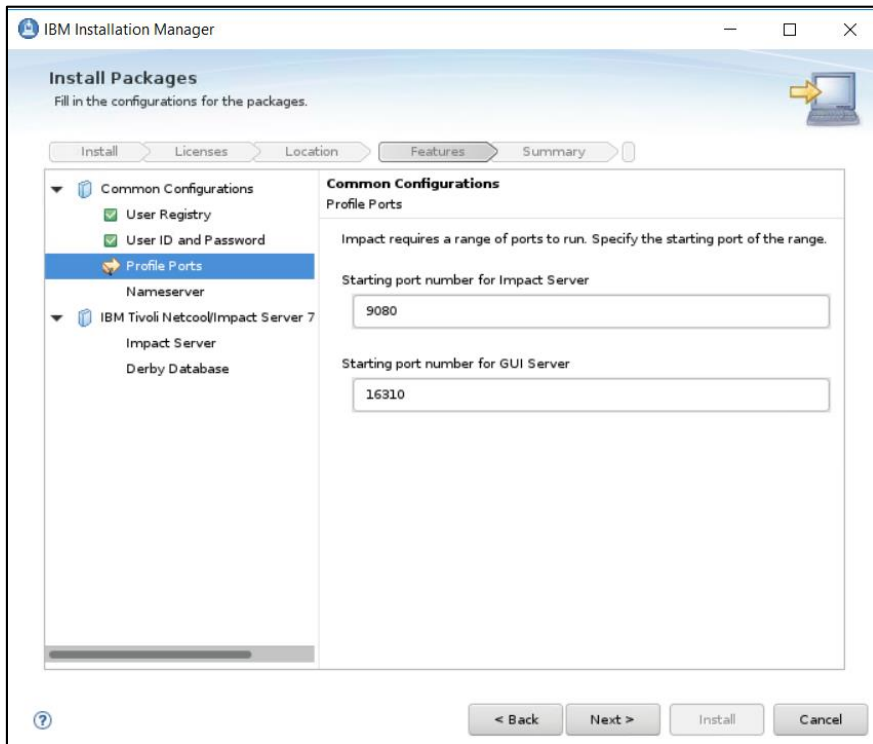 IBM Installation Manager
Install Packages
Fill in the configurations for the packages.
Install
Licenses
Location
Features
Summary
Common Configurations
User Registry
User ID and Password
Profile Ports
Nameserver
IBM Tivoli Netcool/Impact Server 7
Impact Server
Derby Database
Common Configurations
Profile Ports
Impact requires a range of ports to run. Specify the starting port of the range.
Starting port number for Impact Server
9080
Starting port number for GUI Server
16310
?
< Back
Next >
Install
Cancel